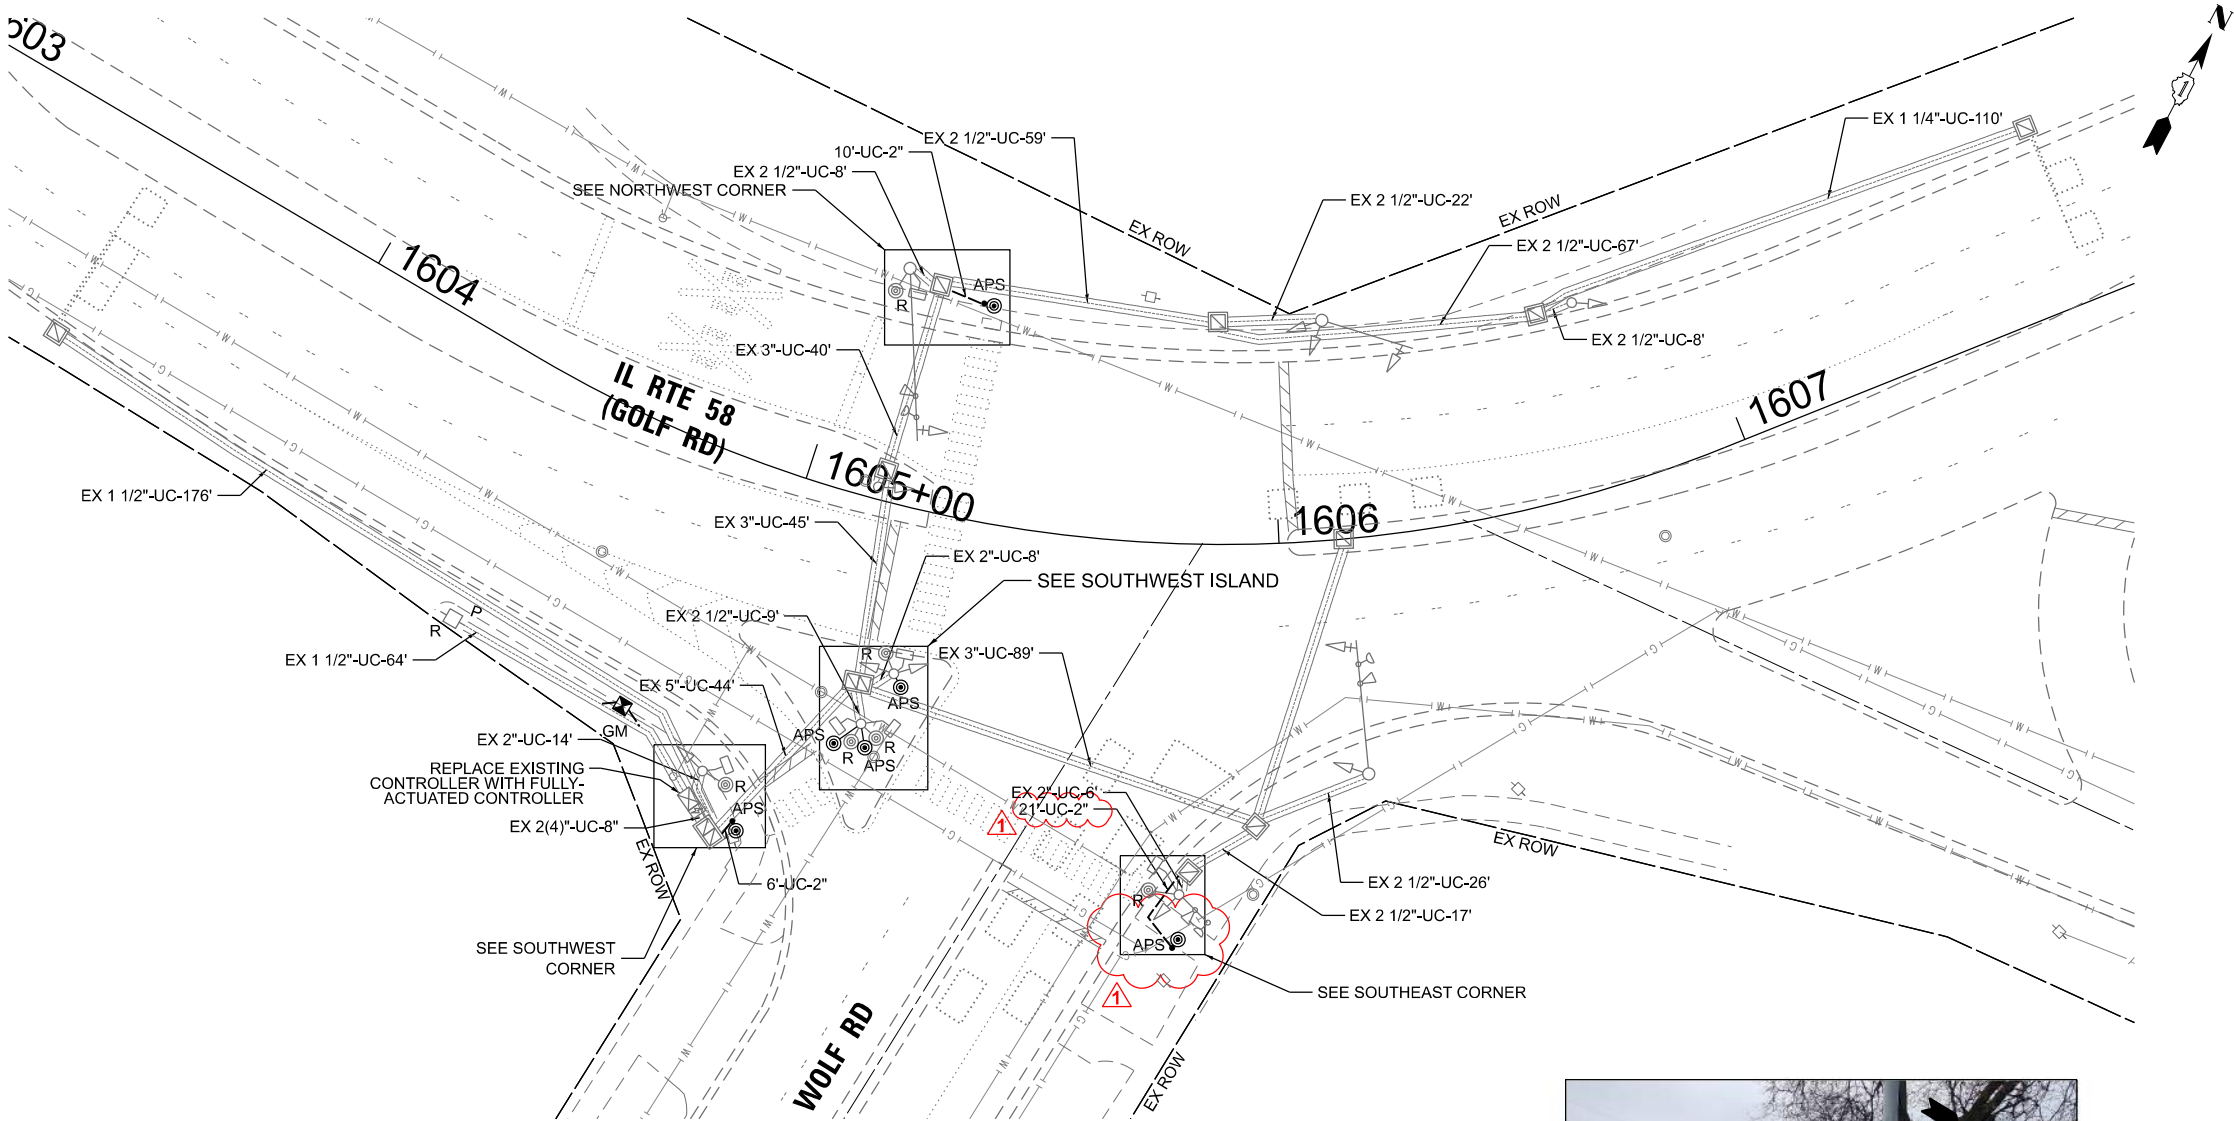 N
1604
1605+00
1606
1607
IL RTE 58
(GOLF RD)
WOLF RD
EX 2 1/2"-UC-59'
10'-UC-2"
EX 2 1/2"-UC-8'
SEE NORTHWEST CORNER
APS
R
EX ROW
EX 2 1/2"-UC-22'
EX ROW
EX 1 1/4"-UC-110'
EX 2 1/2"-UC-67'
EX 2 1/2"-UC-8'
EX 3"-UC-40'
EX 1 1/2"-UC-176'
EX 3"-UC-45'
EX 2"-UC-8'
SEE SOUTHWEST ISLAND
EX 2 1/2"-UC-9'
P
R
EX 1 1/2"-UC-64'
R
EX 3"-UC-89'
EX 5"-UC-44'
APS
GM
EX 2"-UC-14'
APS
R
R
APS
REPLACE EXISTING
CONTROLLER WITH FULLY-
ACTUATED CONTROLLER
R
APS
EX 2(4)"-UC-8"
EX 2"-UC-6'
21'-UC-2"
1
EX ROW
6'-UC-2"
EX ROW
EX 2 1/2"-UC-26'
EX 2 1/2"-UC-17'
R
APS
SEE SOUTHWEST
CORNER
1
SEE SOUTHEAST CORNER
EX ROW